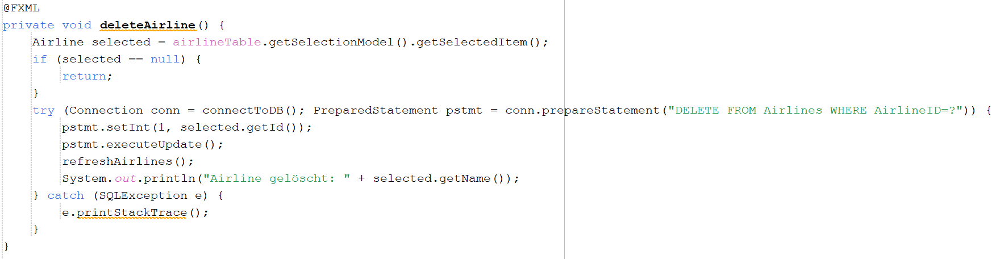 @FXML
private void deleteAirline() {
    Airline selected = airlineTable.getSelectionModel().getSelectedItem();
    if (selected == null) {
        return;
    }
    try (Connection conn = connectToDB(); PreparedStatement pstmt = conn.prepareStatement("DELETE FROM Airlines WHERE AirlineID=?")) {
        pstmt.setInt(1, selected.getId());
        pstmt.executeUpdate();
        refreshAirlines();
        System.out.println("Airline gelöscht: " + selected.getName());
    } catch (SQLException e) {
        e.printStackTrace();
    }
}